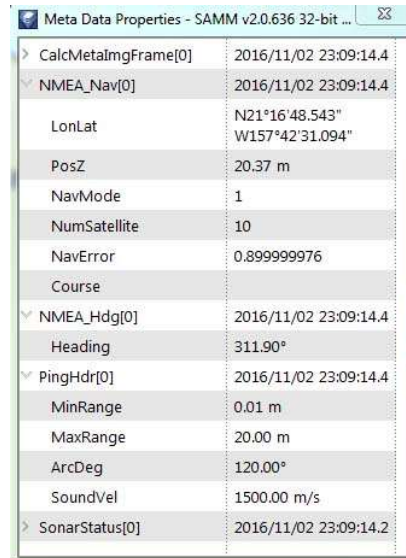 Meta Data Properties - SAMM v2.0.636 32-bit ...
CalcMetaImgFrame[0] 2016/11/02 23:09:14.4
NMEA_Nav[0] 2016/11/02 23:09:14.4
LonLat N21°16'48.543"
W157°42'31.094"
PosZ 20.37 m
NavMode 1
NumSatellite 10
NavError 0.899999976
Course
NMEA_Hdg[0] 2016/11/02 23:09:14.4
Heading 311.90°
PingHdr[0] 2016/11/02 23:09:14.4
MinRange 0.01 m
MaxRange 20.00 m
ArcDeg 120.00°
SoundVel 1500.00 m/s
SonarStatus[0] 2016/11/02 23:09:14.2